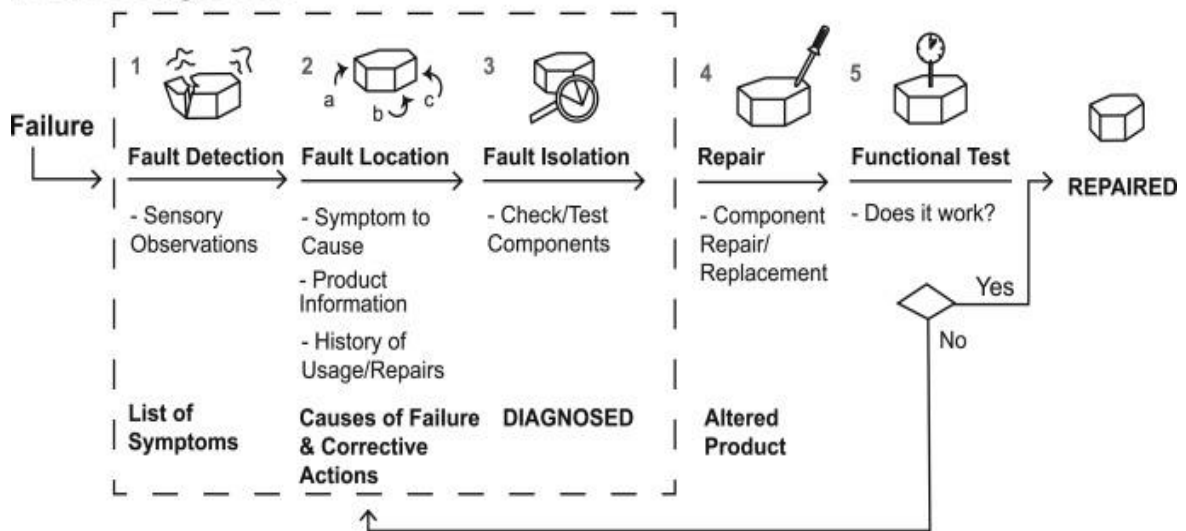 1
2
3
4
5
a
b
c
Failure
Fault Detection
Fault Location
Fault Isolation
Repair
Functional Test
REPAIRED
- Sensory
Observations
- Symptom to
Cause
- Product
Information
- History of
Usage/Repairs
- Check/Test
Components
- Component
Repair/
Replacement
- Does it work?
Yes
No
List of
Symptoms
Causes of Failure
& Corrective
Actions
DIAGNOSED
Altered
Product